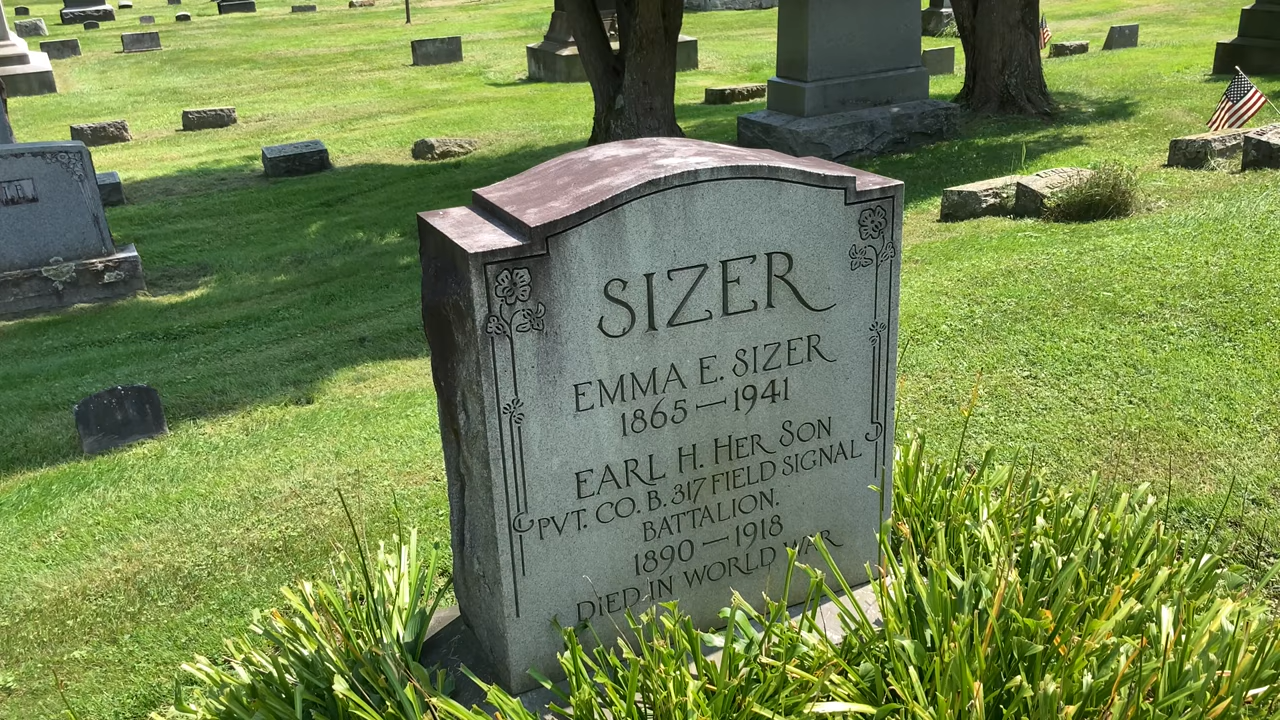 SIZER
EMMA E. SIZER
1865 — 1941
EARL H. HER SON
PVT. CO. B. 317 FIELD SIGNAL
BATTALION.
1890 — 1918
DIED IN WORLD WAR